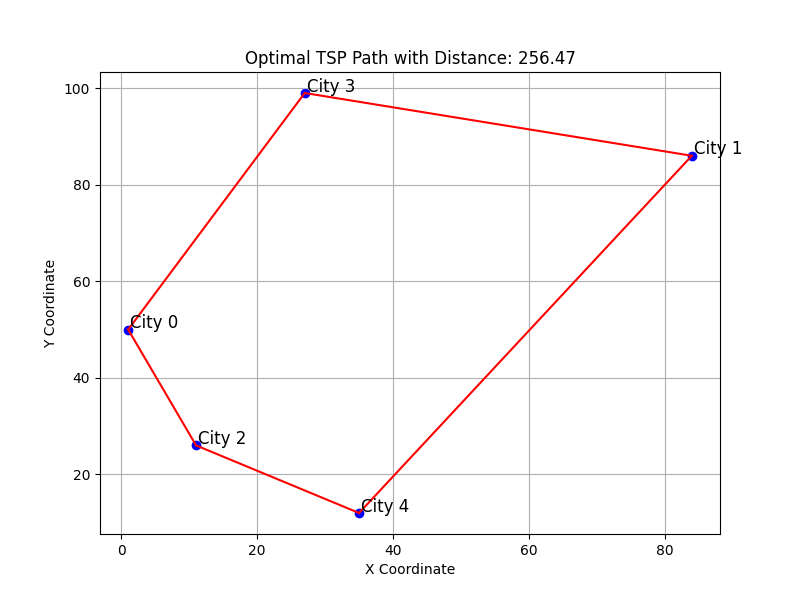 Optimal TSP Path with Distance: 256.47
100
City 3
City 1
80
60
Y Coordinate
City 0
40
City 2
20
City 4
0
20
40
60
80
X Coordinate